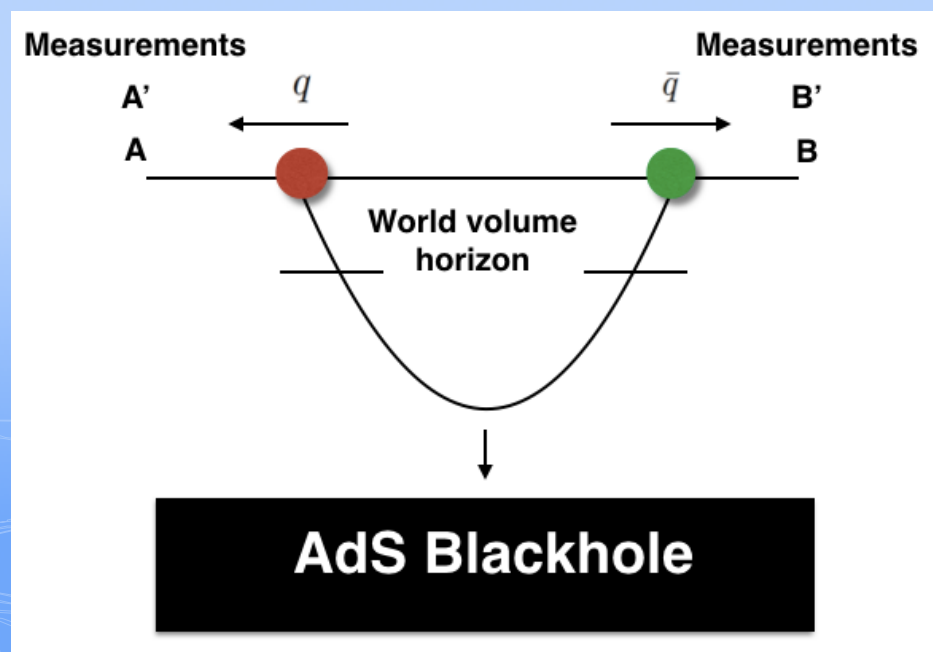 Measurements
Measurements
A’
q
q̄
B’
A
B
World volume
horizon
AdS Blackhole